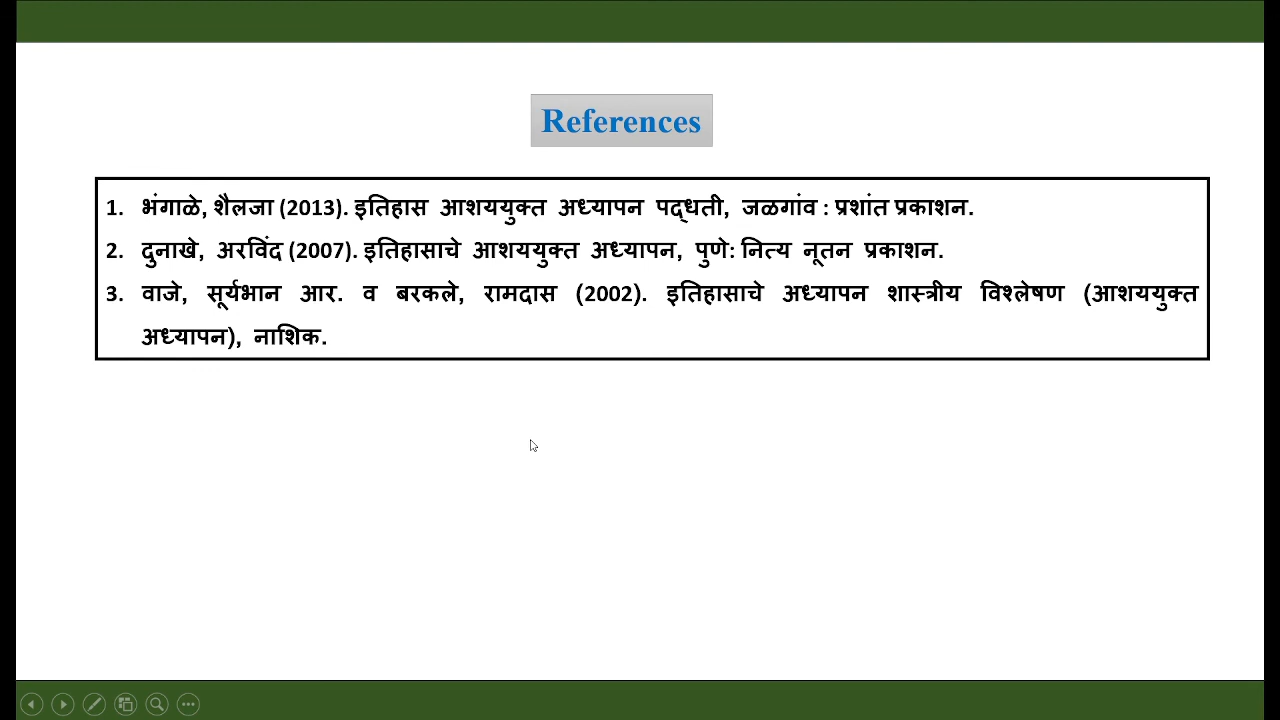 References
1. भंगाळे, शैलजा (2013). इतिहास आशययुक्त अध्यापन पद्धती, जळगांव : प्रशांत प्रकाशन.
2. दुनाखे, अरविंद (2007). इतिहासाचे आशययुक्त अध्यापन, पुणे: नित्य नूतन प्रकाशन.
3. वाजे, सूर्यभान आर. व बरकले, रामदास (2002). इतिहासाचे अध्यापन शास्त्रीय विश्लेषण (आशययुक्त
अध्यापन), नाशिक.